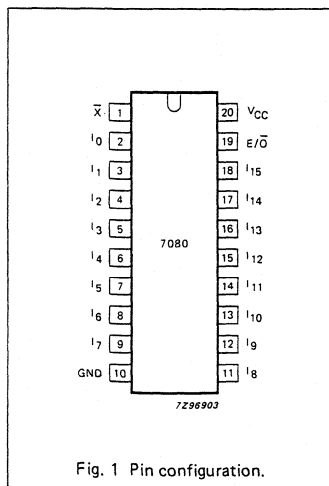 X̅ 1 20 VCC
I0 2 19 E/O̅
I1 3 18 I15
I2 4 17 I14
I3 5 16 I13
I4 6 15 I12
7080
I5 7 14 I11
I6 8 13 I10
I7 9 12 I9
GND 10 11 I8
7Z96903
Fig. 1 Pin configuration.